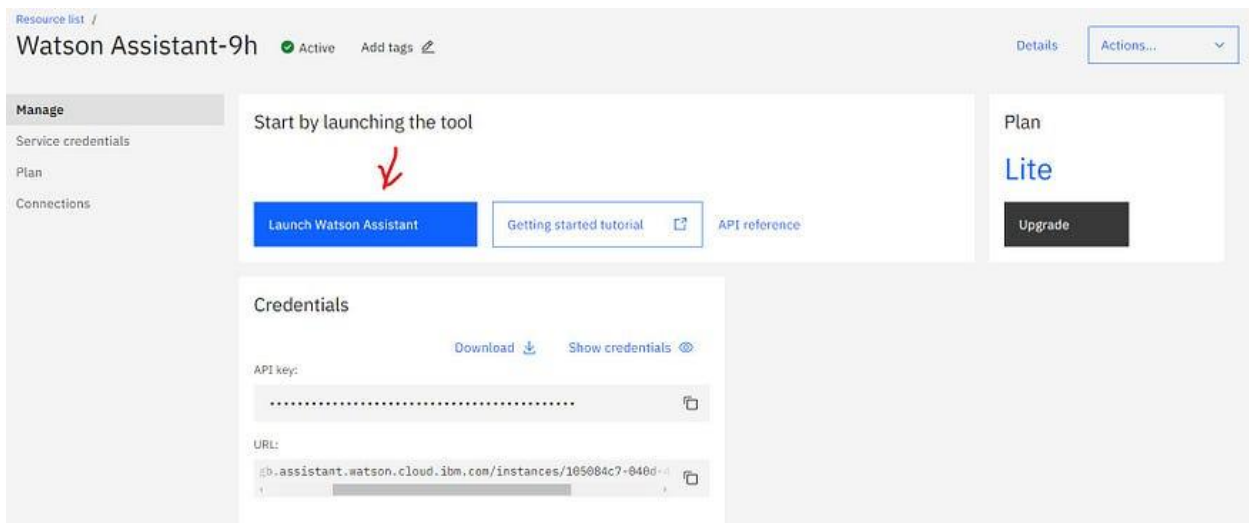 Resource list /
Watson Assistant-9h Active Add tags Details Actions...
Manage
Service credentials
Plan
Connections
Start by launching the tool
Launch Watson Assistant Getting started tutorial API reference
Plan
Lite
Upgrade
Credentials
Download Show credentials
API key:
URL:
gb.assistant.watson.cloud.ibm.com/instances/105084c7-040d-